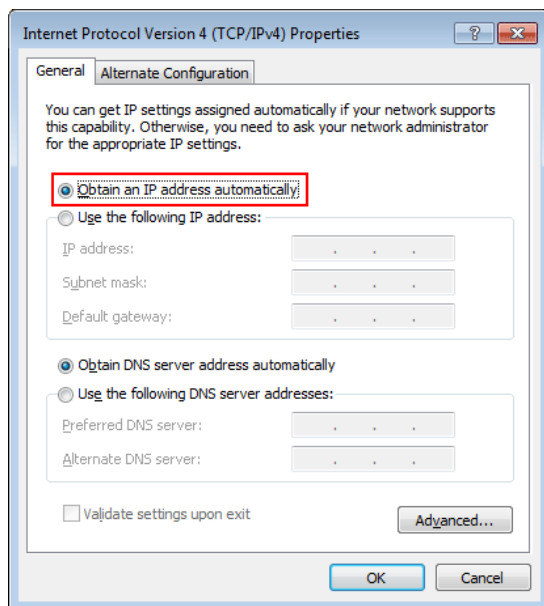 Internet Protocol Version 4 (TCP/IPv4) Properties
General Alternate Configuration
You can get IP settings assigned automatically if your network supports
this capability. Otherwise, you need to ask your network administrator
for the appropriate IP settings.
Obtain an IP address automatically
Use the following IP address:
IP address:
Subnet mask:
Default gateway:
Obtain DNS server address automatically
Use the following DNS server addresses:
Preferred DNS server:
Alternate DNS server:
Validate settings upon exit
Advanced...
OK Cancel